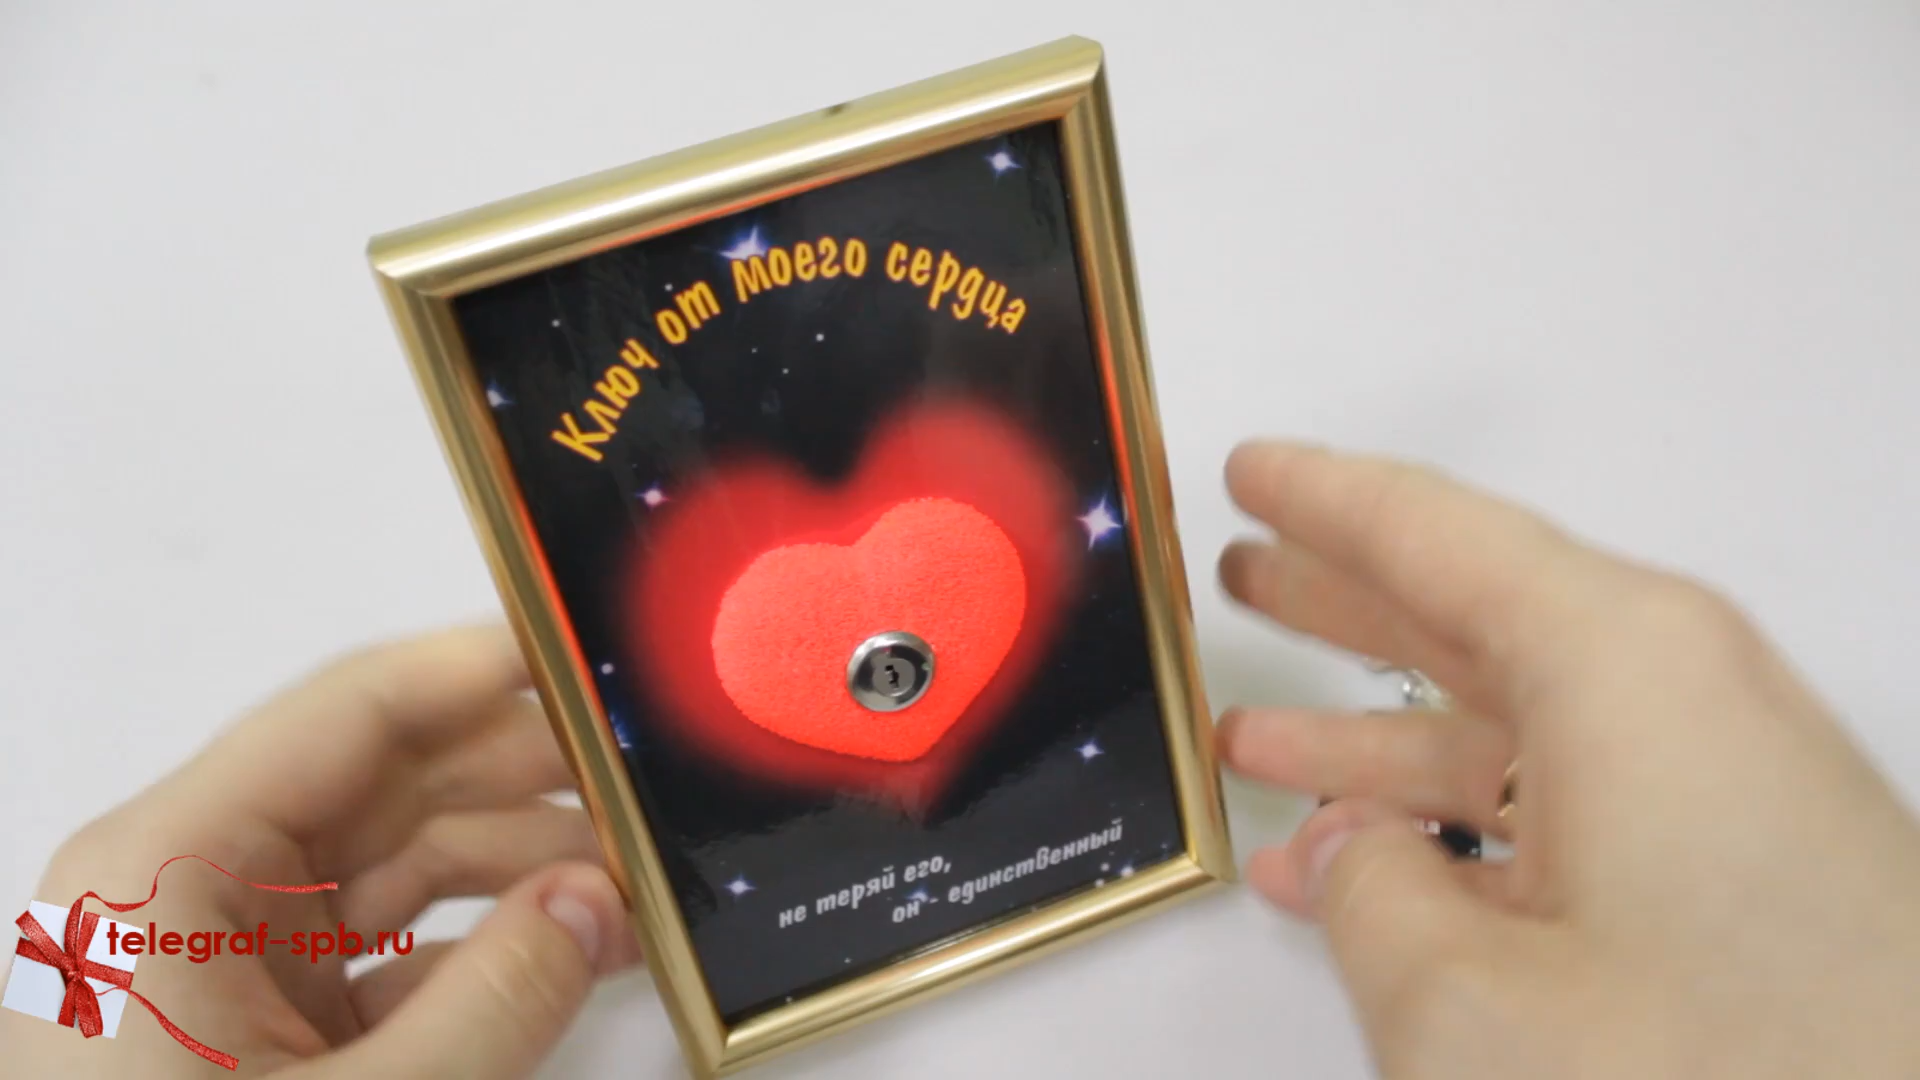 Ключ от моего сердца
не теряй его,
он - единственный
telegraf-spb.ru